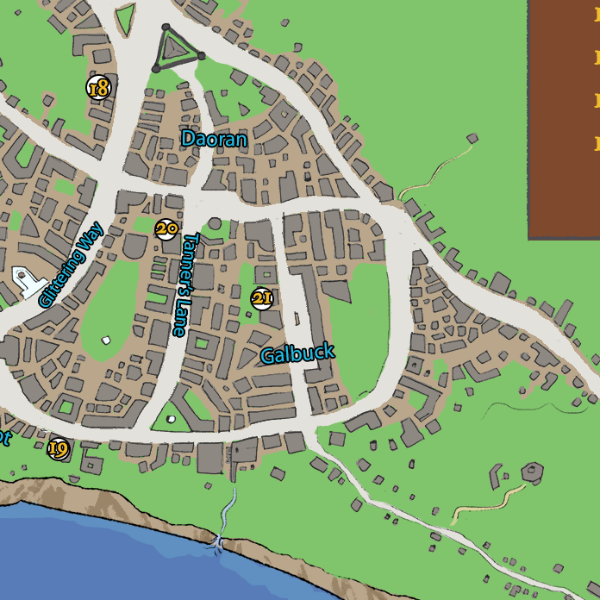 18
Daoran
20
Glittering Way
Tanner's Lane
21
Galbuck
19